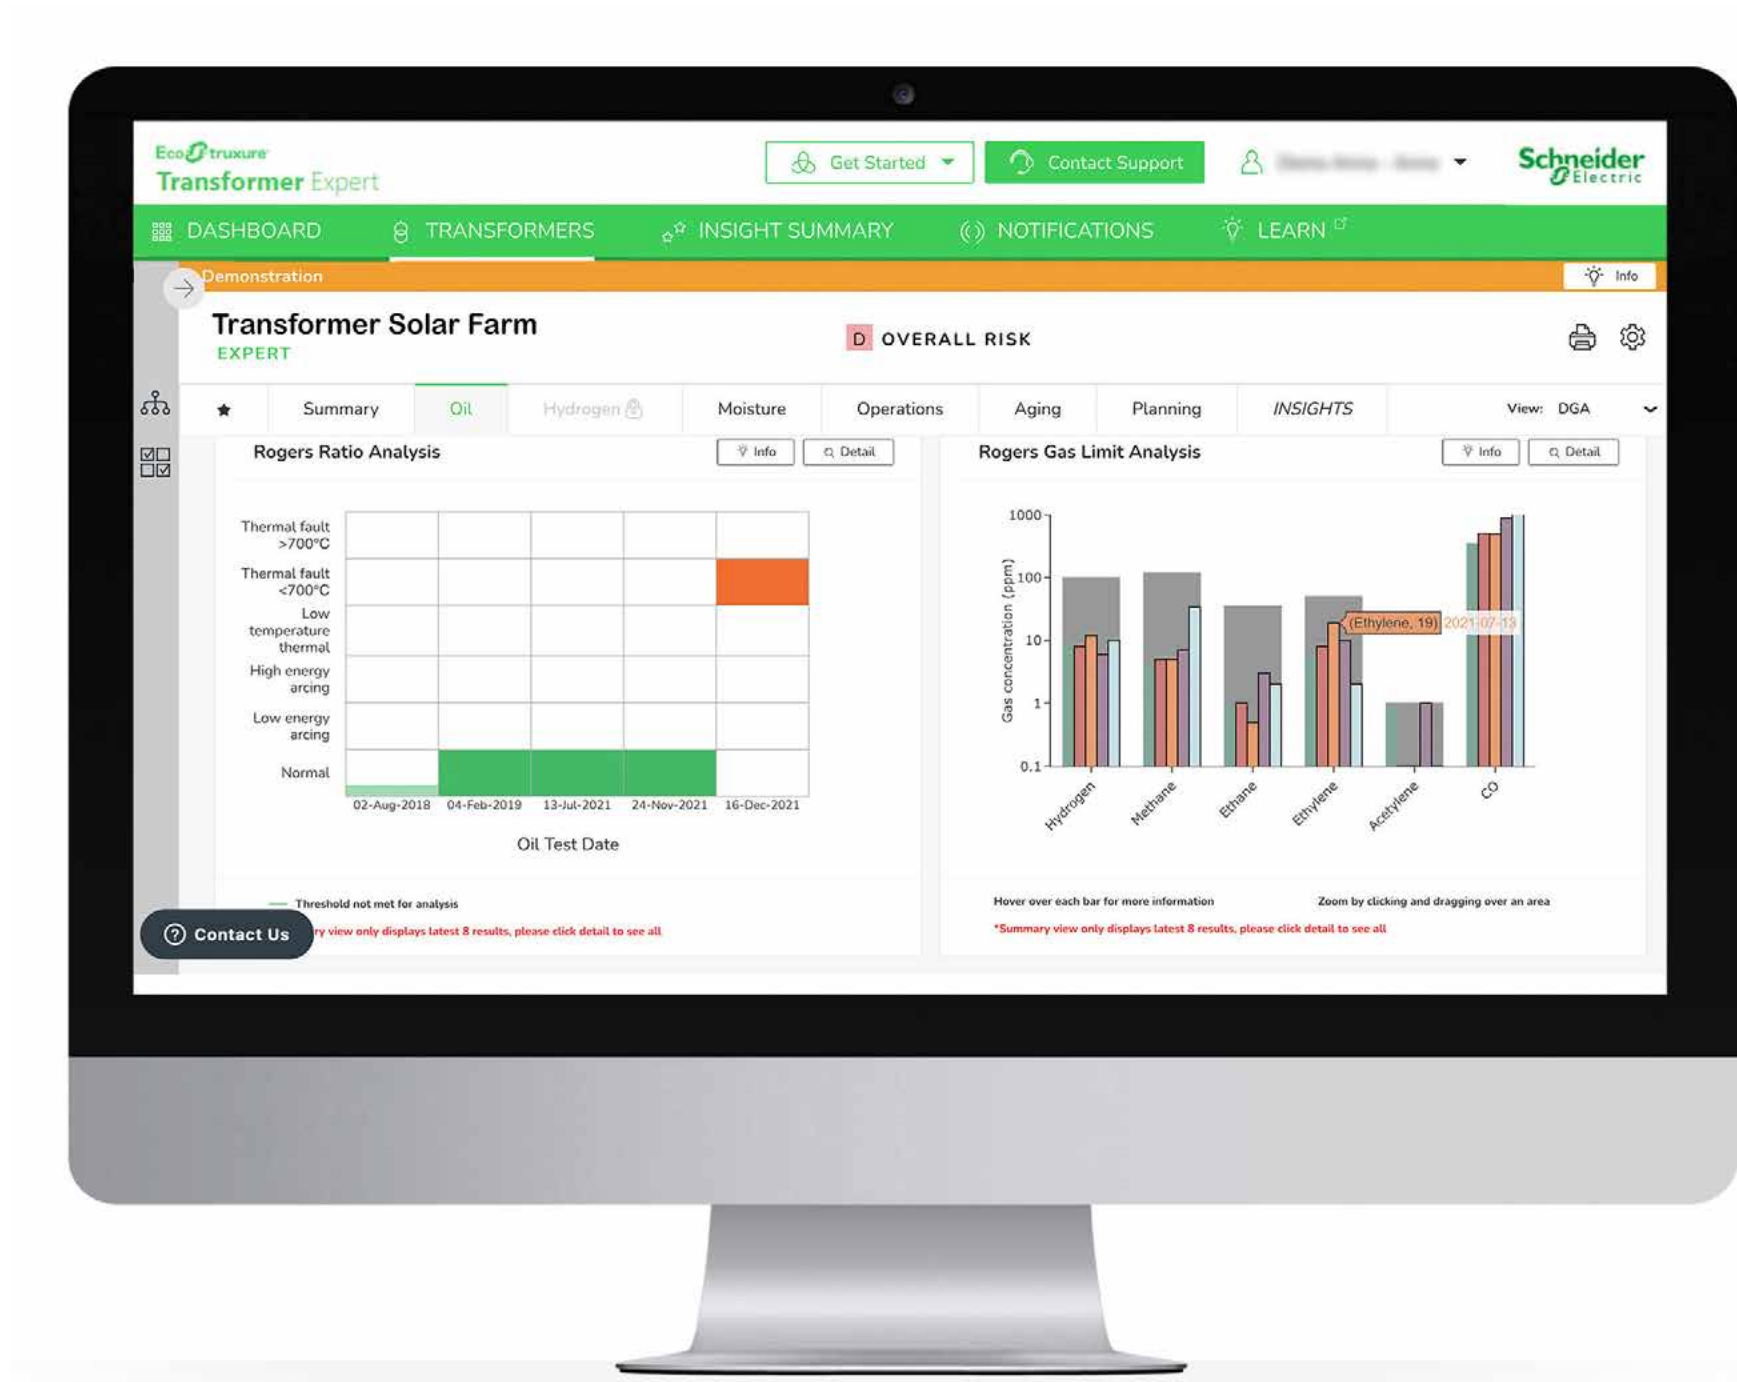 EcoStruxure
Transformer Expert
Get Started
Contact Support
Schneider Electric
DASHBOARD
TRANSFORMERS
INSIGHT SUMMARY
NOTIFICATIONS
LEARN
Demonstration
Info
Transformer Solar Farm
EXPERT
D OVERALL RISK
Summary
Oil
Hydrogen
Moisture
Operations
Aging
Planning
INSIGHTS
View: DGA
Rogers Ratio Analysis
Info
Detail
Thermal fault
>700°C
Thermal fault
<700°C
Low
temperature
thermal
High energy
arcing
Low energy
arcing
Normal
02-Aug-2018 04-Feb-2019 13-Jul-2021 24-Nov-2021 16-Dec-2021
Oil Test Date
Threshold not met for analysis
view only displays latest 8 results, please click detail to see all
Rogers Gas Limit Analysis
Info
Detail
Gas concentration (ppm)
1000
100
10
1
0.1
(Ethylene, 19) 2021-07-13
Hydrogen
Methane
Ethane
Ethylene
Acetylene
CO
Hover over each bar for more information
Zoom by clicking and dragging over an area
*Summary view only displays latest 8 results, please click detail to see all
Contact Us